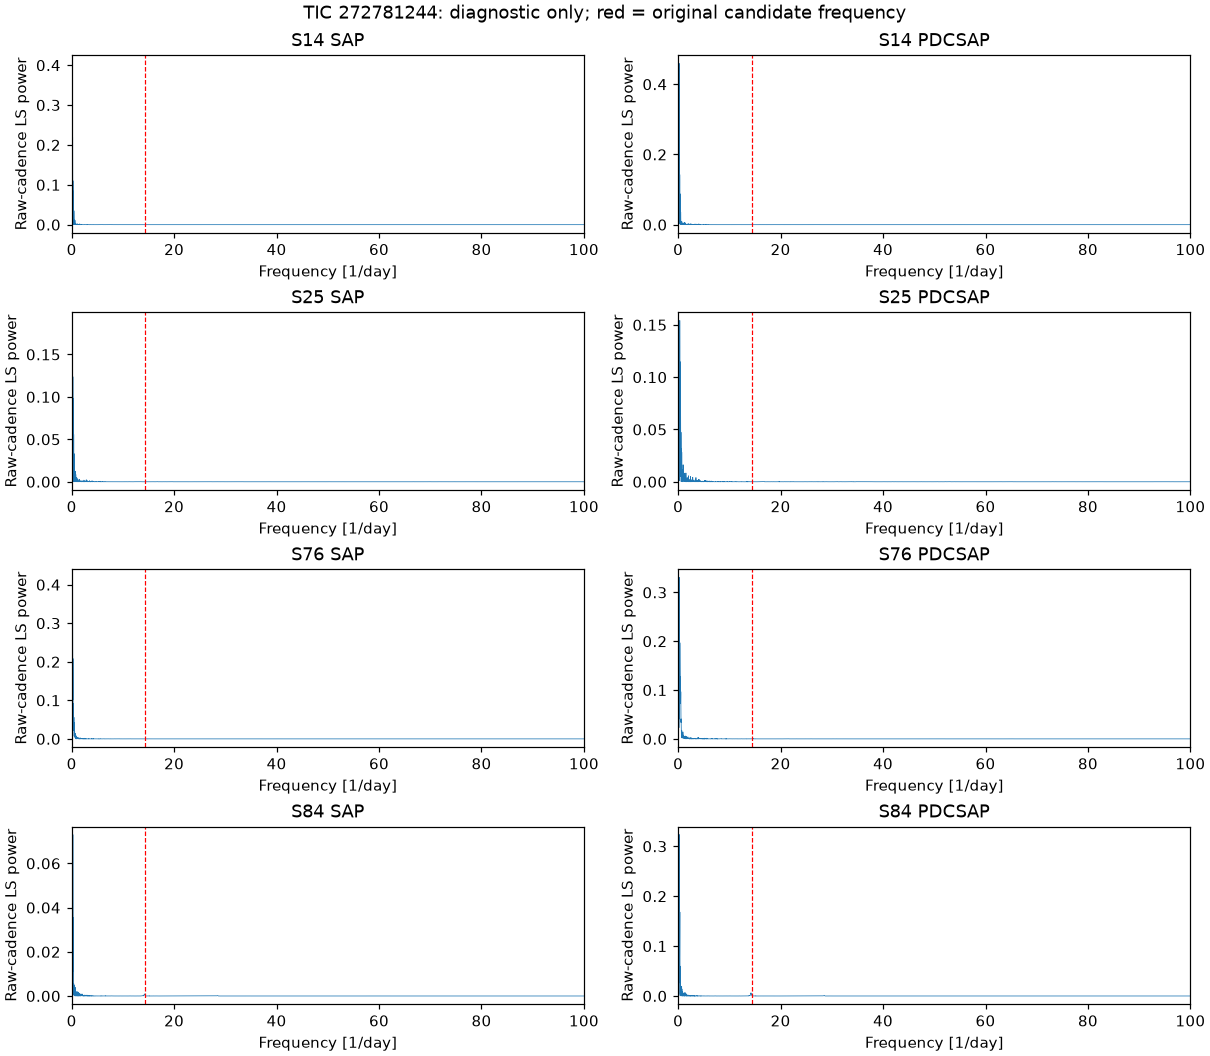 TIC 272781244: diagnostic only; red = original candidate frequency
S14 SAP
Raw-cadence LS power
0.4
0.3
0.2
0.1
0.0
0 20 40 60 80 100
Frequency [1/day]
S14 PDCSAP
Raw-cadence LS power
0.4
0.2
0.0
0 20 40 60 80 100
Frequency [1/day]
S25 SAP
Raw-cadence LS power
0.15
0.10
0.05
0.00
0 20 40 60 80 100
Frequency [1/day]
S25 PDCSAP
Raw-cadence LS power
0.15
0.10
0.05
0.00
0 20 40 60 80 100
Frequency [1/day]
S76 SAP
Raw-cadence LS power
0.4
0.3
0.2
0.1
0.0
0 20 40 60 80 100
Frequency [1/day]
S76 PDCSAP
Raw-cadence LS power
0.3
0.2
0.1
0.0
0 20 40 60 80 100
Frequency [1/day]
S84 SAP
Raw-cadence LS power
0.06
0.04
0.02
0.00
0 20 40 60 80 100
Frequency [1/day]
S84 PDCSAP
Raw-cadence LS power
0.3
0.2
0.1
0.0
0 20 40 60 80 100
Frequency [1/day]